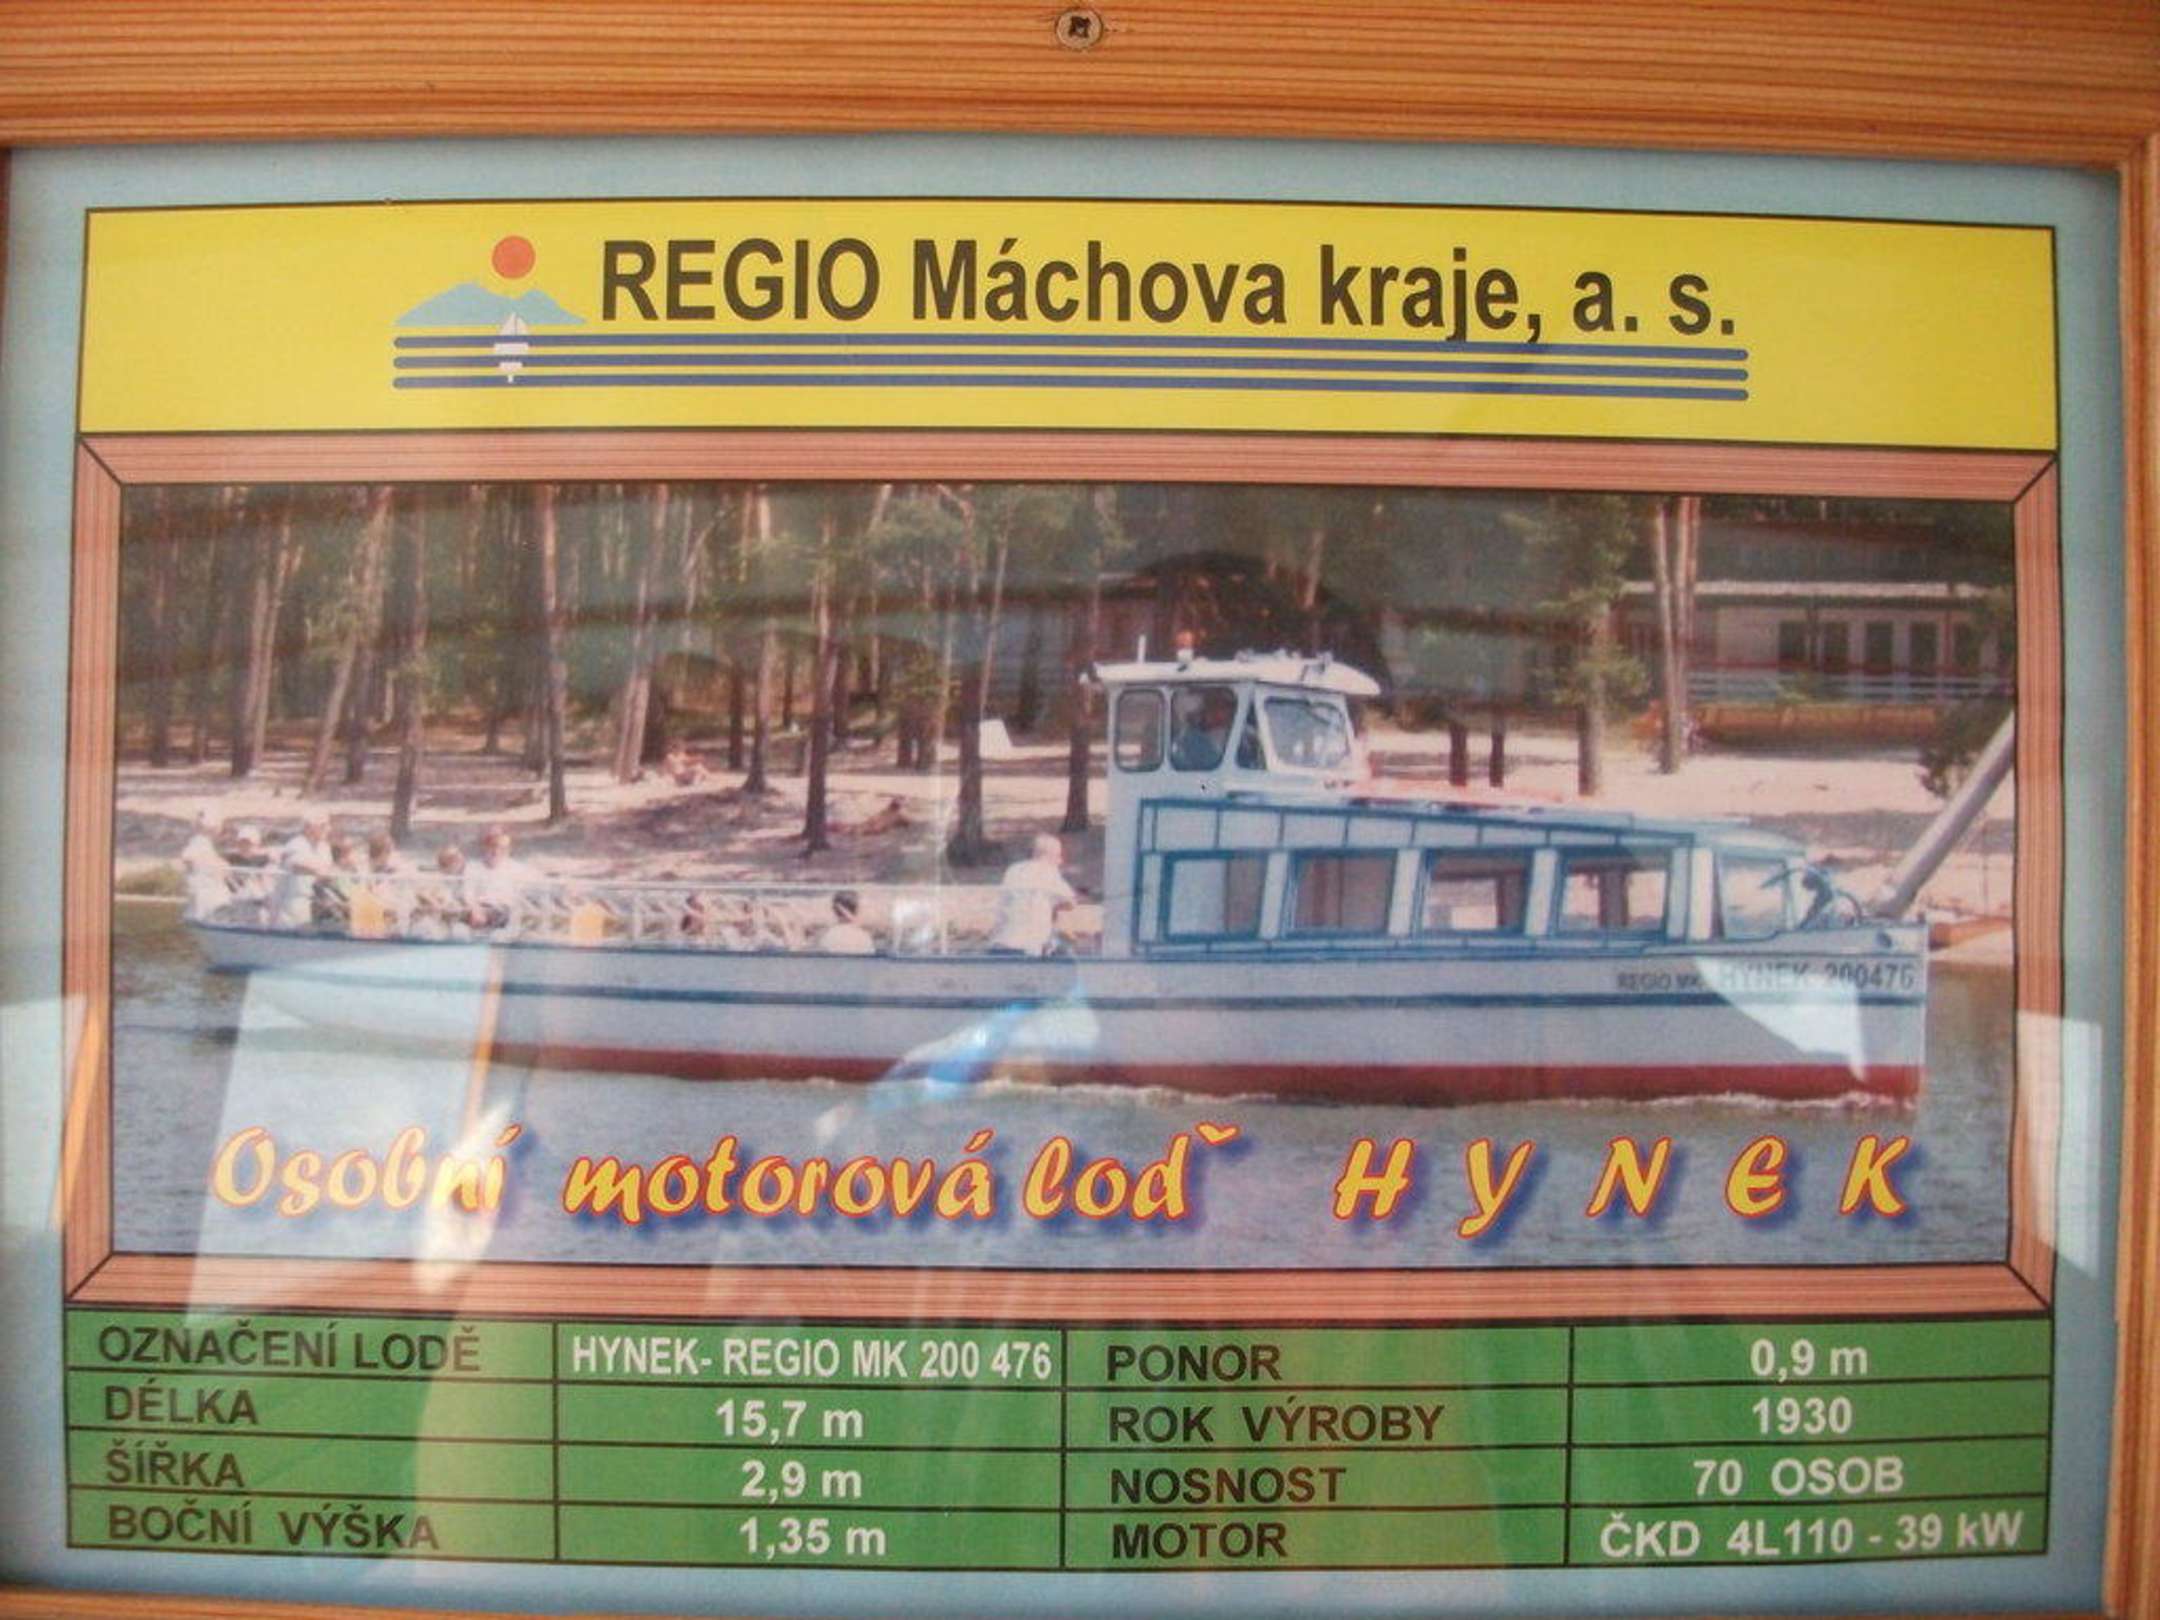 REGIO Máchova kraje, a. s.
REGIO MK HYNEK 200476
Osobní motorová loď HYNEK
OZNAČENÍ LODĚ HYNEK- REGIO MK 200 476 PONOR 0,9 m
DÉLKA 15,7 m ROK VÝROBY 1930
ŠÍŘKA 2,9 m NOSNOST 70 OSOB
BOČNÍ VÝŠKA 1,35 m MOTOR ČKD 4L110 - 39 kW